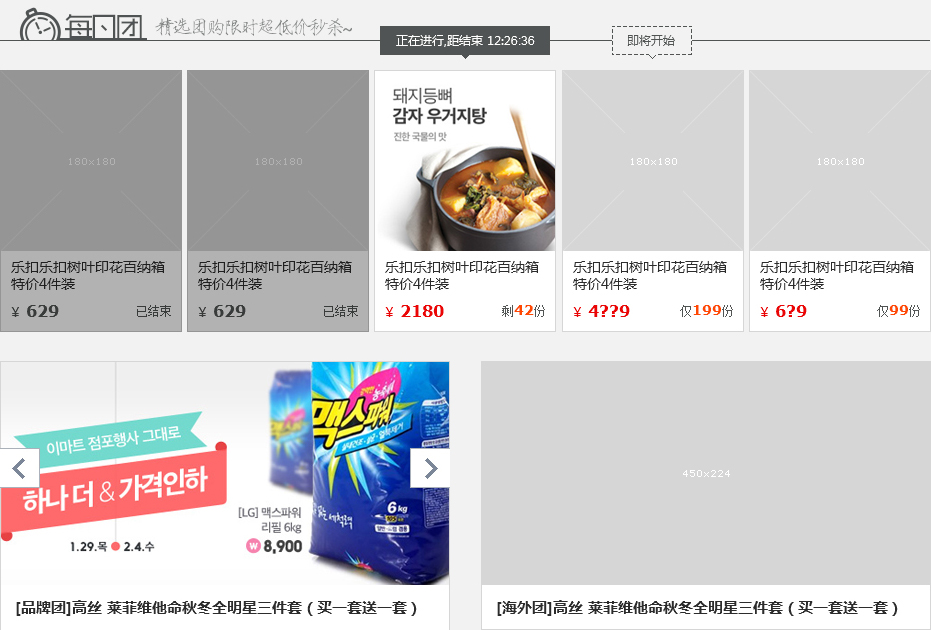 每日团 精选团购限时超低价秒杀~
正在进行,距结束 12:26:36
即将开始
180x180
180x180
돼지등뼈
감자 우거지탕
진한 국물의 맛
180x180
180x180
乐扣乐扣树叶印花百纳箱
特价4件装
¥ 629 已结束
乐扣乐扣树叶印花百纳箱
特价4件装
¥ 629 已结束
乐扣乐扣树叶印花百纳箱
特价4件装
¥ 2180 剩42份
乐扣乐扣树叶印花百纳箱
特价4件装
¥ 4??9 仅199份
乐扣乐扣树叶印花百纳箱
特价4件装
¥ 6?9 仅99份
이마트 점포행사 그대로
하나 더 & 가격인하
1.29.목 2.4.수
[LG] 맥스파워
리필 6kg
₩ 8,900
맥스파워
6kg
450x224
[品牌团]高丝 莱菲维他命秋冬全明星三件套（买一套送一套）
[海外团]高丝 莱菲维他命秋冬全明星三件套（买一套送一套）